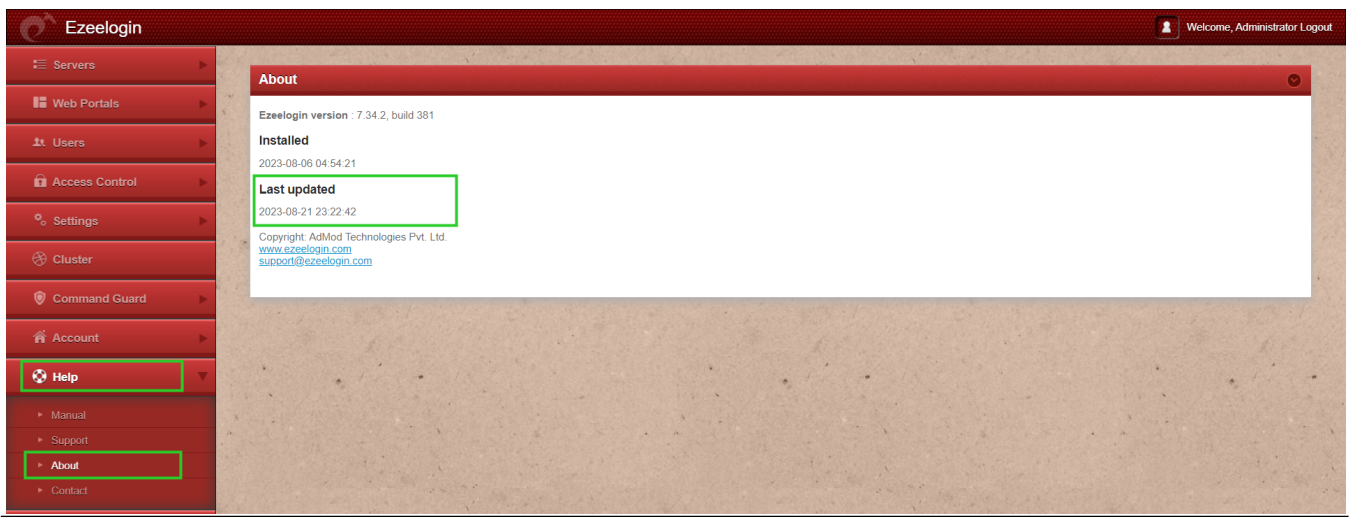 Ezeelogin
Welcome, Administrator Logout
Servers
Web Portals
Users
Access Control
Settings
Cluster
Command Guard
Account
Help
Manual
Support
About
Contact
About
Ezeelogin version : 7.34.2, build 381
Installed
2023-08-06 04:54:21
Last updated
2023-08-21 23:22:42
Copyright: AdMod Technologies Pvt. Ltd.
www.ezeelogin.com
support@ezeelogin.com